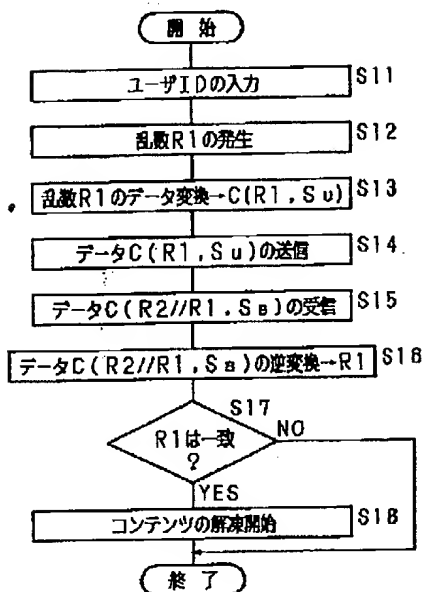 開 始
ユーザIDの入力 S11
乱数R1の発生 S12
乱数R1のデータ変換→C(R1,Su) S13
データC(R1,Su)の送信 S14
データC(R2//R1,SB)の受信 S15
データC(R2//R1,SB)の逆変換→R1 S16
S17
R1は一致
?
NO
YES
コンテンツの解凍開始 S18
終 了